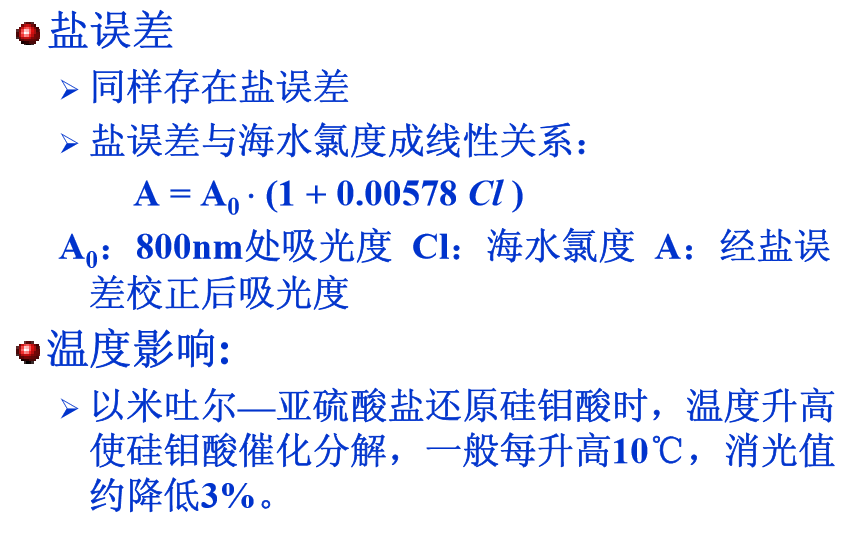 盐误差
同样存在盐误差
盐误差与海水氯度成线性关系：
A = A0 · (1 + 0.00578 Cl )
A0：800nm处吸光度 Cl：海水氯度 A：经盐误
差校正后吸光度
温度影响:
以米吐尔—亚硫酸盐还原硅钼酸时，温度升高
使硅钼酸催化分解，一般每升高10℃，消光值
约降低3%。